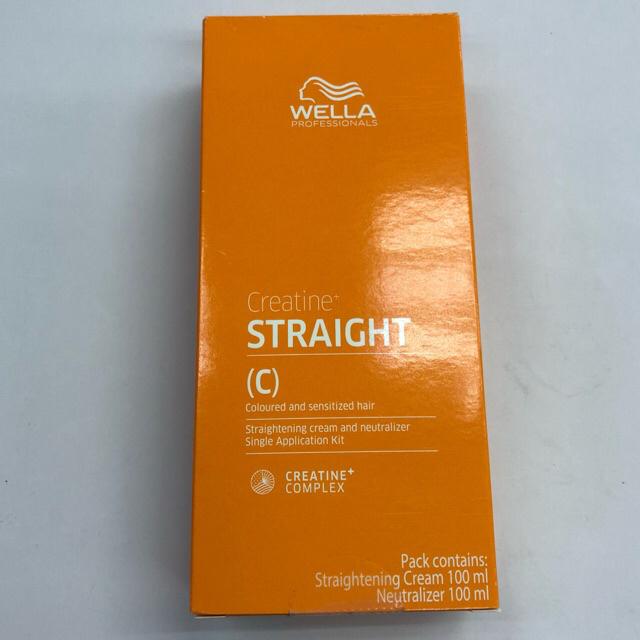 WELLA
PROFESSIONALS
Creatine+
STRAIGHT
(C)
Coloured and sensitized hair
Straightening cream and neutralizer
Single Application Kit
CREATINE+
COMPLEX
Pack contains:
Straightening Cream 100 ml
Neutralizer 100 ml